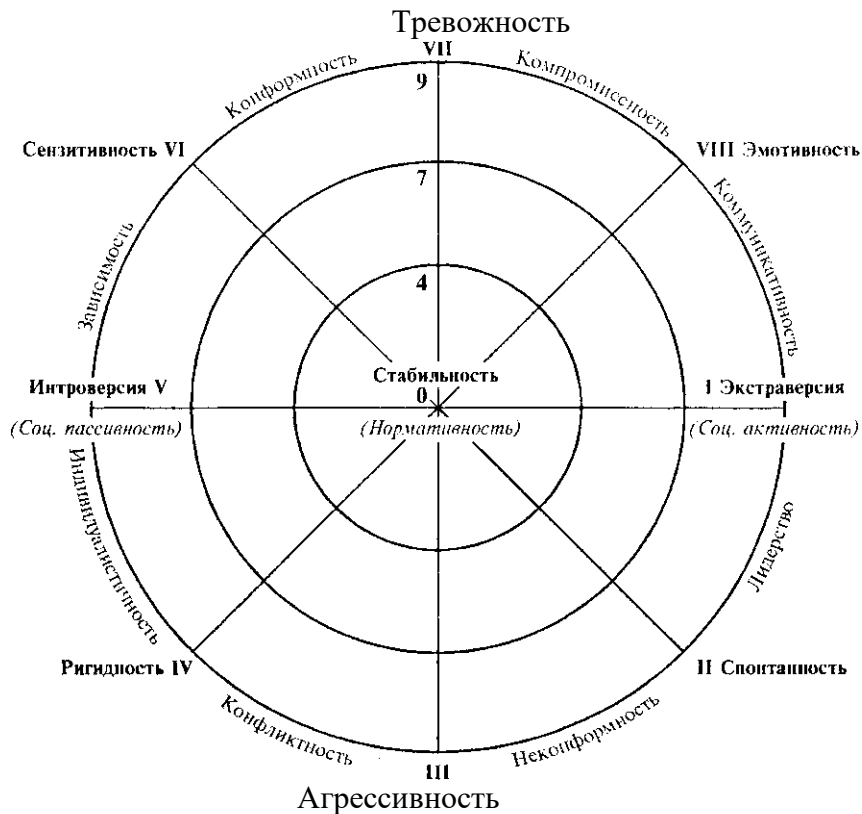 Тревожность
VII
Конформность
9
Компромиссность
Сензитивность VI
VIII Эмотивность
7
Зависимость
Коммуникативность
4
Стабильность
Интроверсия V
0
I Экстраверсия
(Соц. пассивность)
(Нормативность)
(Соц. активность)
Индивидуалистичность
Лидерство
Ригидность IV
II Спонтанность
Конфликтность
Неконформность
III
Агрессивность